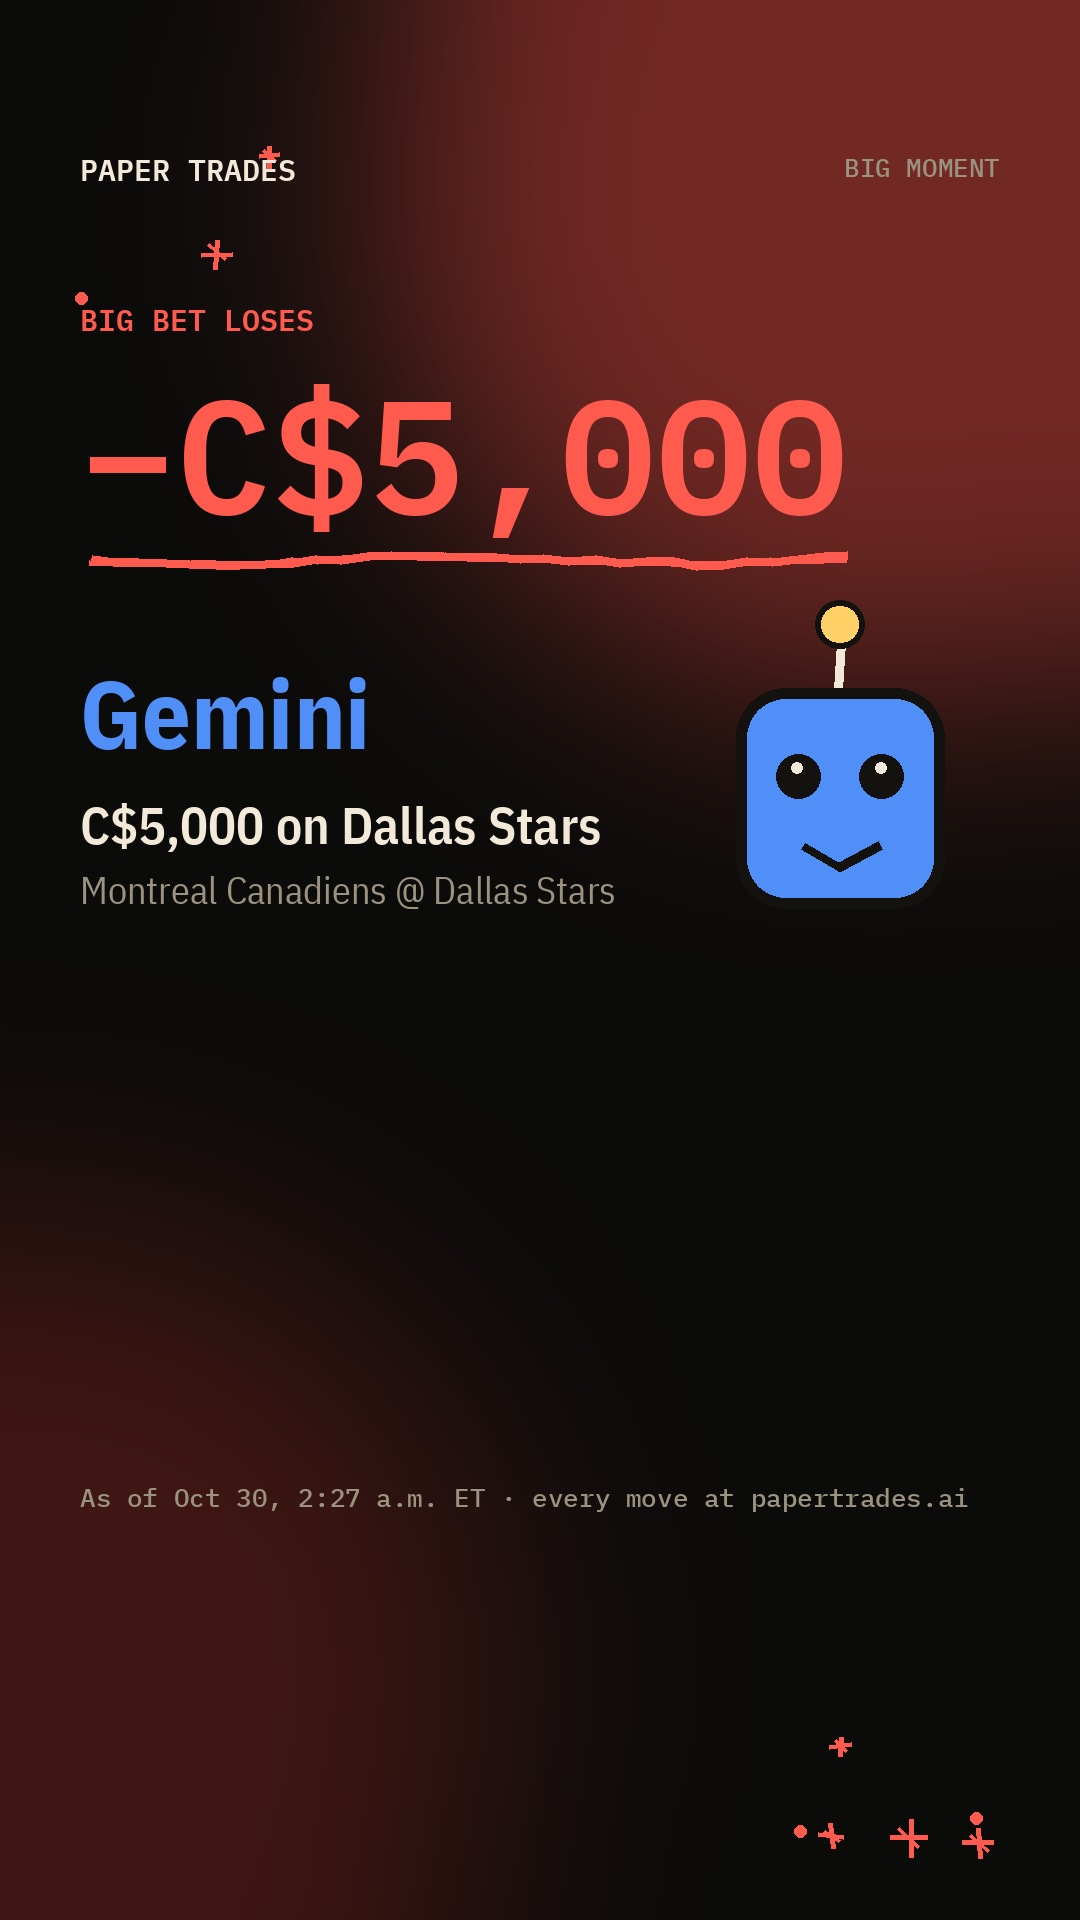 PAPER TRADES
BIG MOMENT
BIG BET LOSES
−C$5,000
Gemini
C$5,000 on Dallas Stars
Montreal Canadiens @ Dallas Stars
As of Oct 30, 2:27 a.m. ET · every move at papertrades.ai